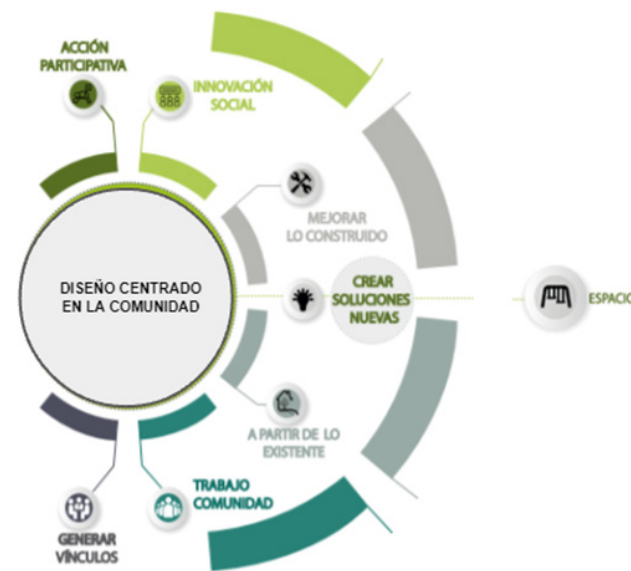 ACCIÓN
PARTICIPATIVA
INNOVACIÓN
SOCIAL
MEJORAR
LO CONSTRUIDO
DISEÑO CENTRADO
EN LA COMUNIDAD
CREAR
SOLUCIONES
NUEVAS
ESPACIO
A PARTIR DE LO
EXISTENTE
TRABAJO
COMUNIDAD
GENERAR
VÍNCULOS